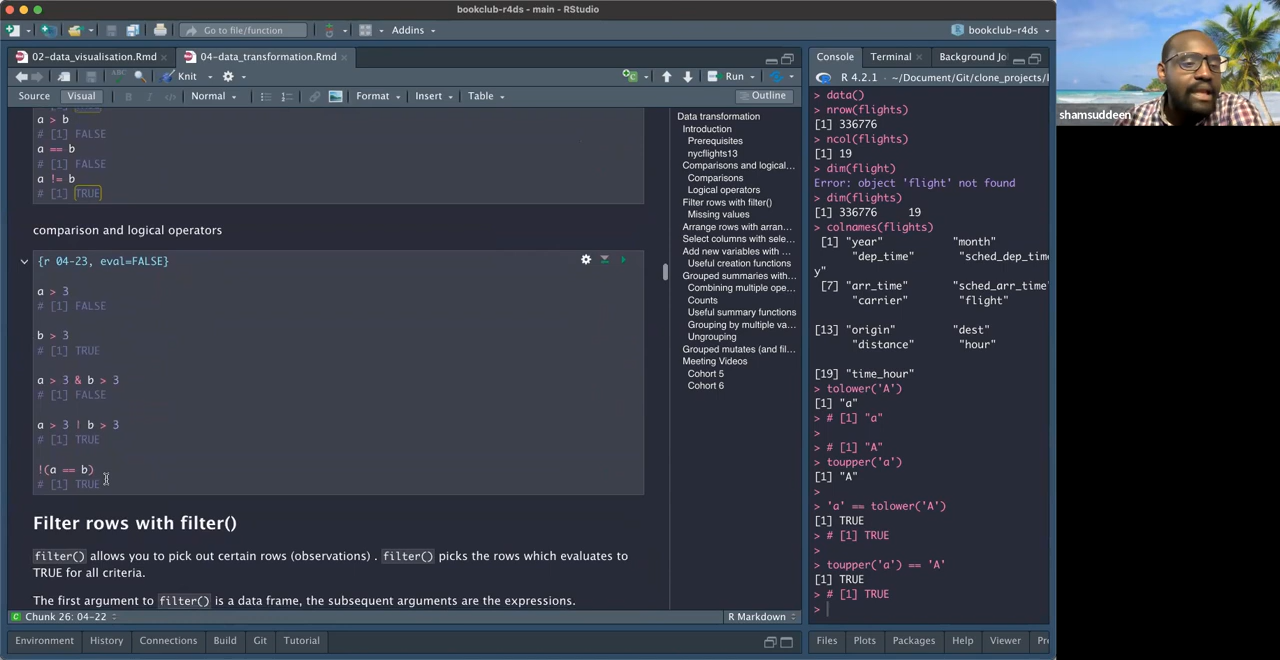 bookclub-r4ds - main - RStudio
Go to file/function
Addins
bookclub-r4ds
02-data_visualisation.Rmd
04-data_transformation.Rmd
Knit
Run
Source
Visual
Normal
Format
Insert
Table
Outline
a > b
# [1] FALSE
a == b
# [1] FALSE
a != b
# [1] TRUE
comparison and logical operators
{r 04-23, eval=FALSE}
a > 3
# [1] FALSE
b > 3
# [1] TRUE
a > 3 & b > 3
# [1] FALSE
a > 3 ! b > 3
# [1] TRUE
!(a == b)
# [1] TRUE
Filter rows with filter()
filter() allows you to pick out certain rows (observations) . filter() picks the rows which evaluates to
TRUE for all criteria.
The first argument to filter() is a data frame, the subsequent arguments are the expressions.
Chunk 26: 04-22
R Markdown
Data transformation
Introduction
Prerequisites
nycflights13
Comparisons and logical...
Comparisons
Logical operators
Filter rows with filter()
Missing values
Arrange rows with arran...
Select columns with sele...
Add new variables with ...
Useful creation functions
Grouped summaries with...
Combining multiple ope...
Counts
Useful summary functions
Grouping by multiple va...
Ungrouping
Grouped mutates (and fil...
Meeting Videos
Cohort 5
Cohort 6
Environment
History
Connections
Build
Git
Tutorial
Console
Terminal
Background Jo
R 4.2.1 · ~/Document/Git/clone_projects/
> data()
> nrow(flights)
[1] 336776
> ncol(flights)
[1] 19
> dim(flight)
Error: object 'flight' not found
> dim(flights)
[1] 336776 19
> colnames(flights)
[1] "year" "month"
"dep_time" "sched_dep_time
y"
[7] "arr_time" "sched_arr_time"
"carrier" "flight"
[13] "origin" "dest"
"distance" "hour"
[19] "time_hour"
> tolower('A')
[1] "a"
> # [1] "a"
>
> # [1] "A"
> toupper('a')
[1] "A"
>
> 'a' == tolower('A')
[1] TRUE
> # [1] TRUE
>
> toupper('a') == 'A'
[1] TRUE
> # [1] TRUE
>
Files
Plots
Packages
Help
Viewer
Pr
shamsuddeen